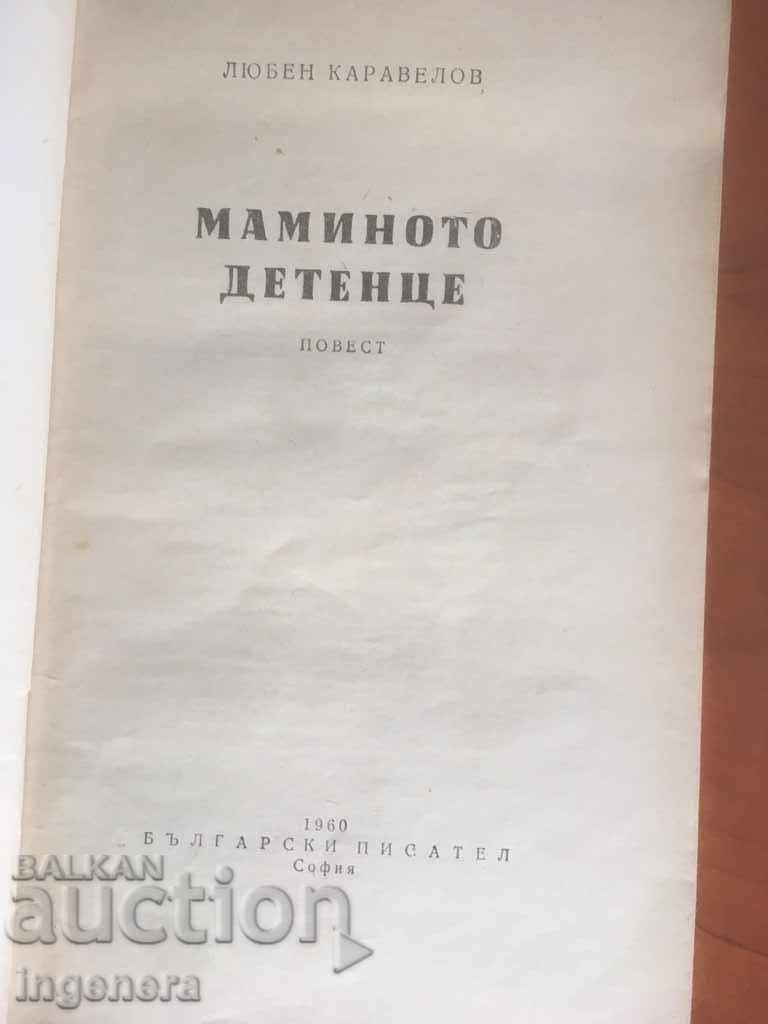 ЛЮБЕН КАРАВЕЛОВ
МАМИНОТО
ДЕТЕНЦЕ
ПОВЕСТ
1960
БЪЛГАРСКИ ПИСАТЕЛ
София
BALKAN
auction
ingenera